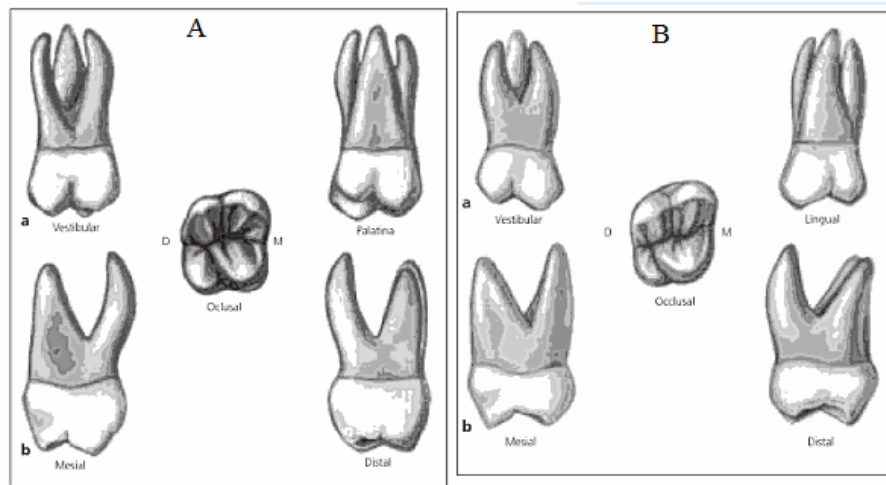 A
a
Vestibular
Palatina
D
M
Oclusal
b
Mesial
Distal
B
a
Vestibular
Lingual
D
M
Occlusal
b
Mesial
Distal